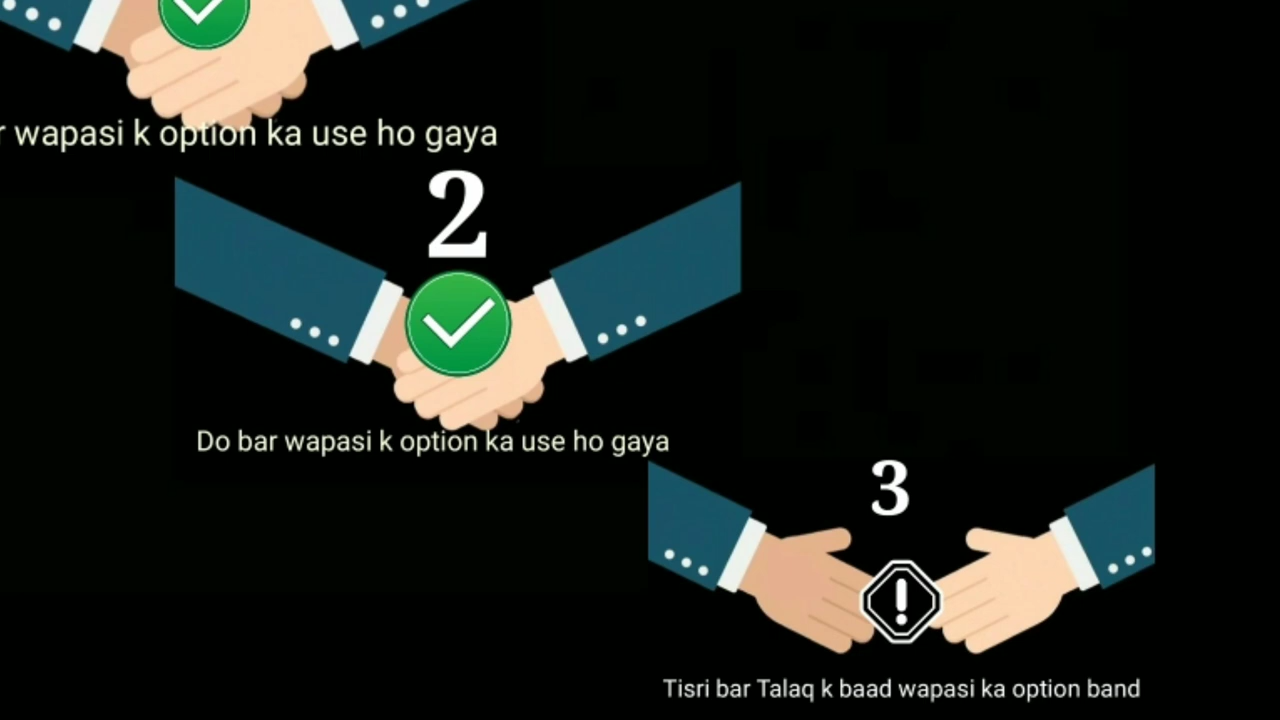 wapasi k option ka use ho gaya
2
Do bar wapasi k option ka use ho gaya
3
Tisri bar Talaq k baad wapasi ka option band